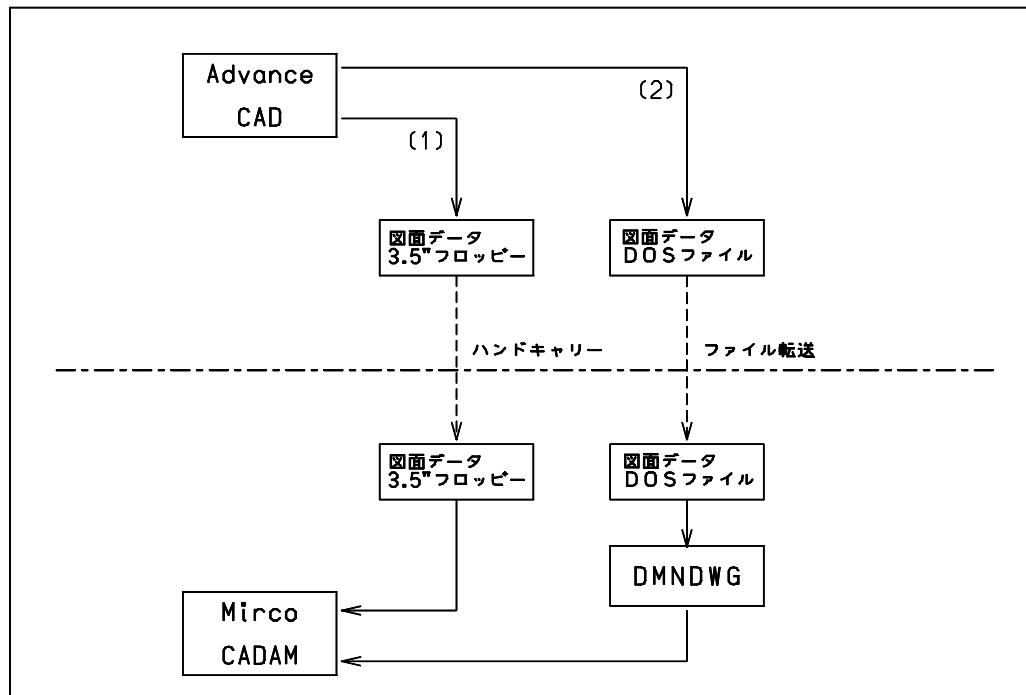 Advance
CAD
(1)
(2)
図面データ
3.5"フロッピー
図面データ
DOSファイル
ハンドキャリー
ファイル転送
図面データ
3.5"フロッピー
図面データ
DOSファイル
DMNDWG
Mirco
CADAM